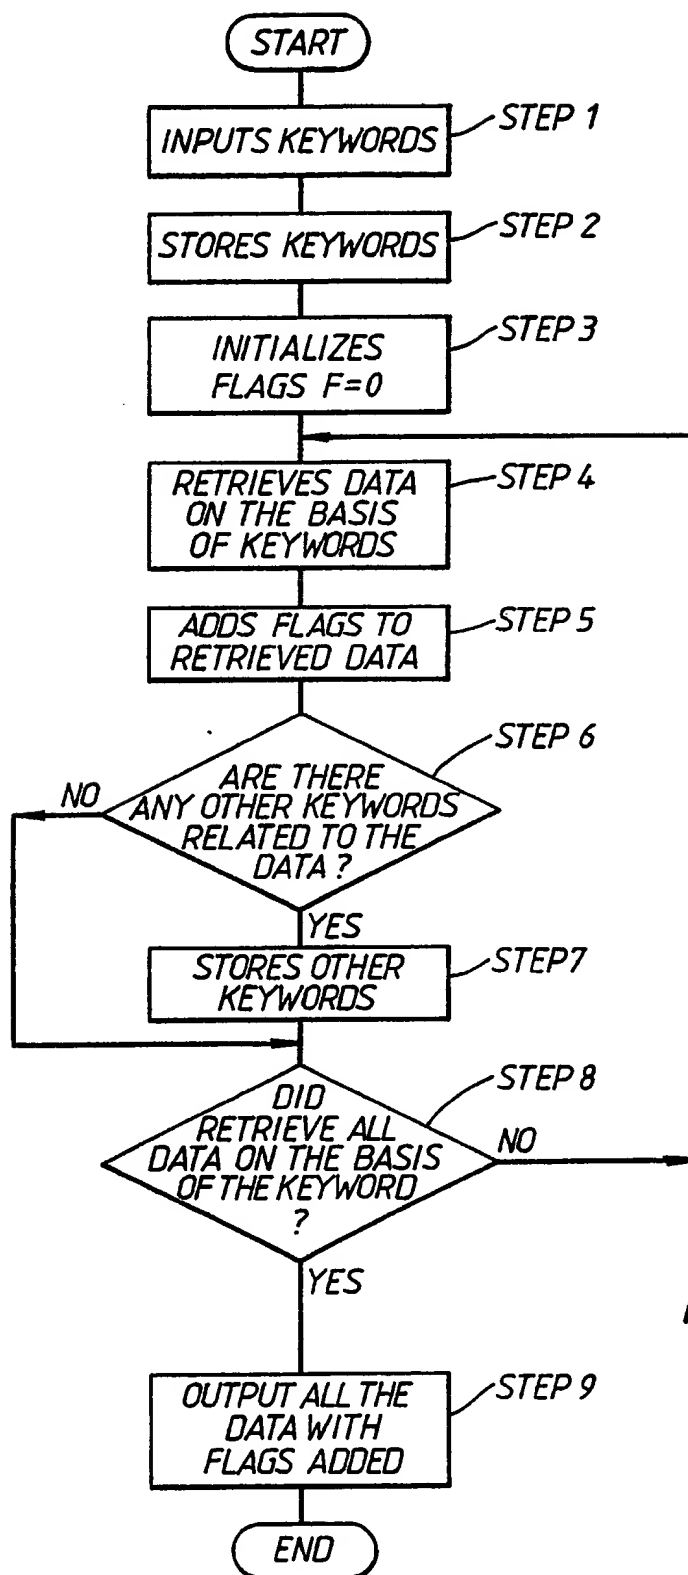 START
INPUTS KEYWORDS
STEP 1
STORES KEYWORDS
STEP 2
INITIALIZES
FLAGS F=0
STEP 3
RETRIEVES DATA
ON THE BASIS
OF KEYWORDS
STEP 4
ADDS FLAGS TO
RETRIEVED DATA
STEP 5
ARE THERE
ANY OTHER KEYWORDS
RELATED TO THE
DATA?
STEP 6
NO
YES
STORES OTHER
KEYWORDS
STEP7
DID
RETRIEVE ALL
DATA ON THE BASIS
OF THE KEYWORD
?
STEP 8
NO
YES
OUTPUT ALL THE
DATA WITH
FLAGS ADDED
STEP 9
END